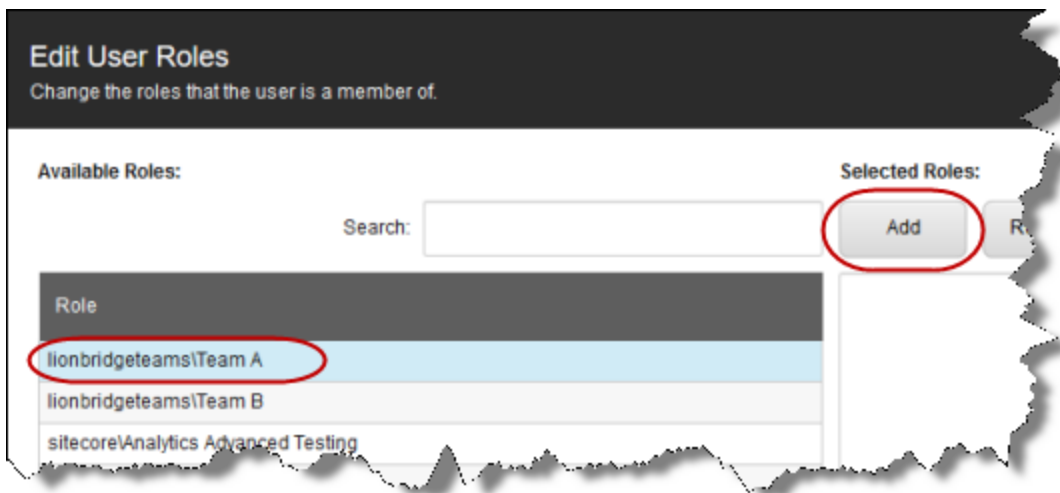 Edit User Roles
Change the roles that the user is a member of.
Available Roles:
Selected Roles:
Search:
Add
Role
lionbridgeteams\Team A
lionbridgeteams\Team B
sitecore\Analytics Advanced Testing